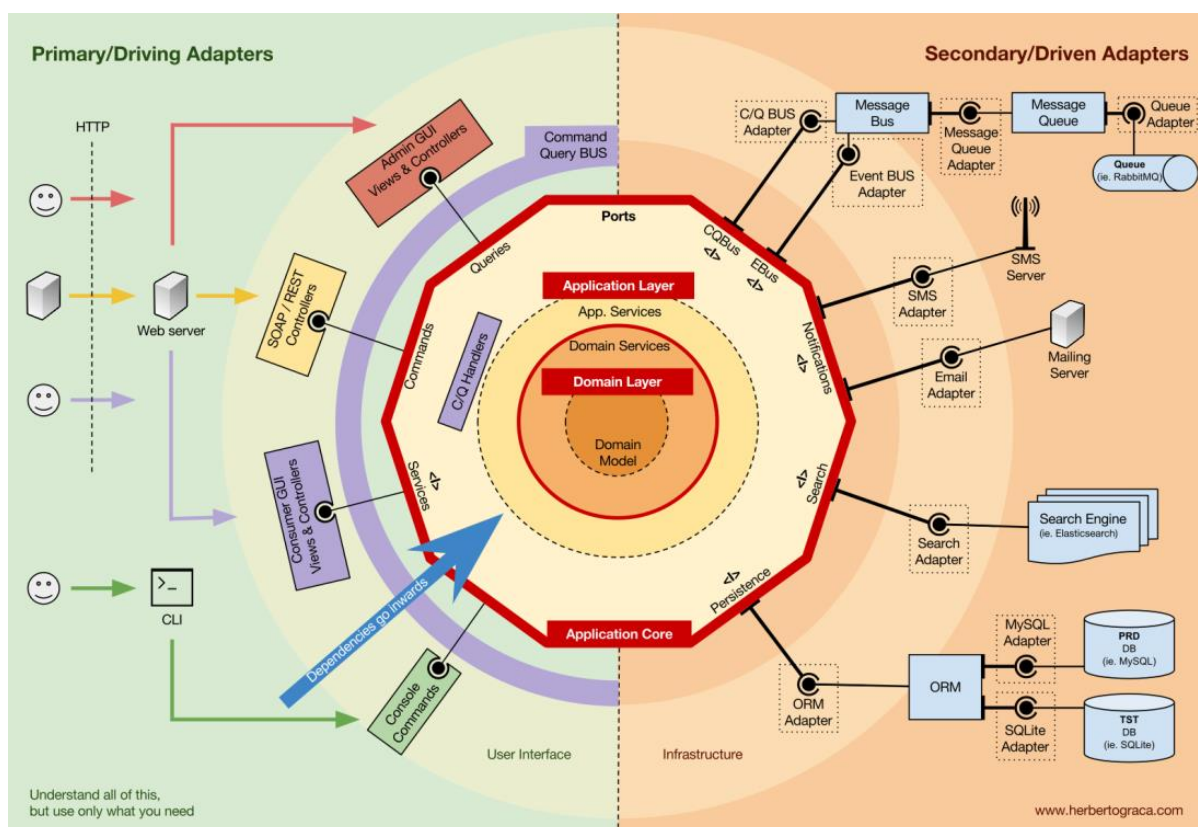 Primary/Driving Adapters
Secondary/Driven Adapters
HTTP
Web server
CLI
Admin GUI
Views & Controllers
SOAP / REST
Controllers
Consumer GUI
Views & Controllers
Console
Commands
Command
Query BUS
Ports
Queries
Commands
</>
Services
C/Q Handlers
Application Layer
App. Services
Domain Services
Domain Layer
Domain
Model
Application Core
Dependencies go inwards
CQBus
</>
EBus
</>
Notifications
</>
Search
</>
Persistence
</>
C/Q BUS
Adapter
Message
Bus
Event BUS
Adapter
Message
Queue
Adapter
Message
Queue
Queue
Adapter
Queue
(ie. RabbitMQ)
SMS
Adapter
SMS
Server
Email
Adapter
Mailing
Server
Search
Adapter
Search Engine
(ie. Elasticsearch)
ORM
Adapter
ORM
MySQL
Adapter
PRD
DB
(ie. MySQL)
SQLite
Adapter
TST
DB
(ie. SQLite)
User Interface
Infrastructure
Understand all of this,
but use only what you need
www.herbertograca.com